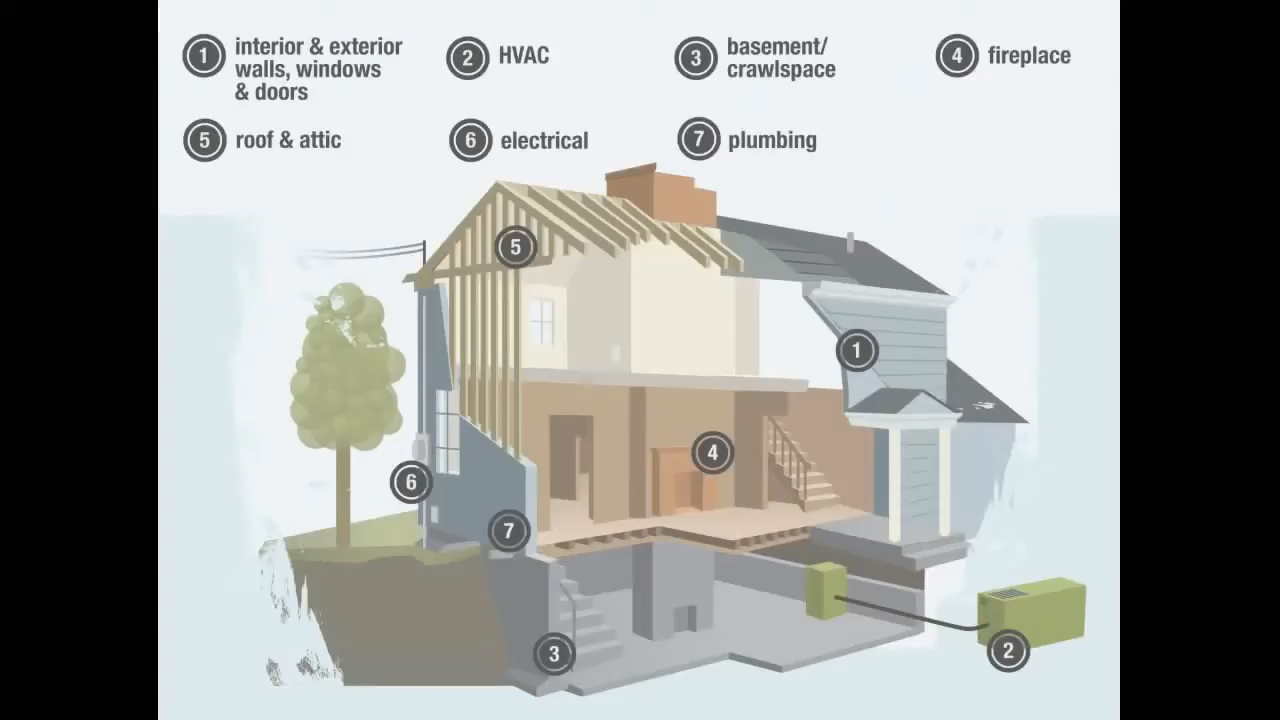 1 interior & exterior
walls, windows
& doors
2 HVAC
3 basement/
crawlspace
4 fireplace
5 roof & attic
6 electrical
7 plumbing
5
1
4
6
7
3
2